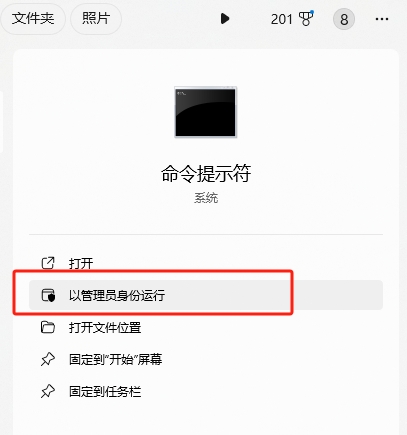 文件夹 照片 201 8
命令提示符
系统
打开
以管理员身份运行
打开文件位置
固定到“开始”屏幕
固定到任务栏